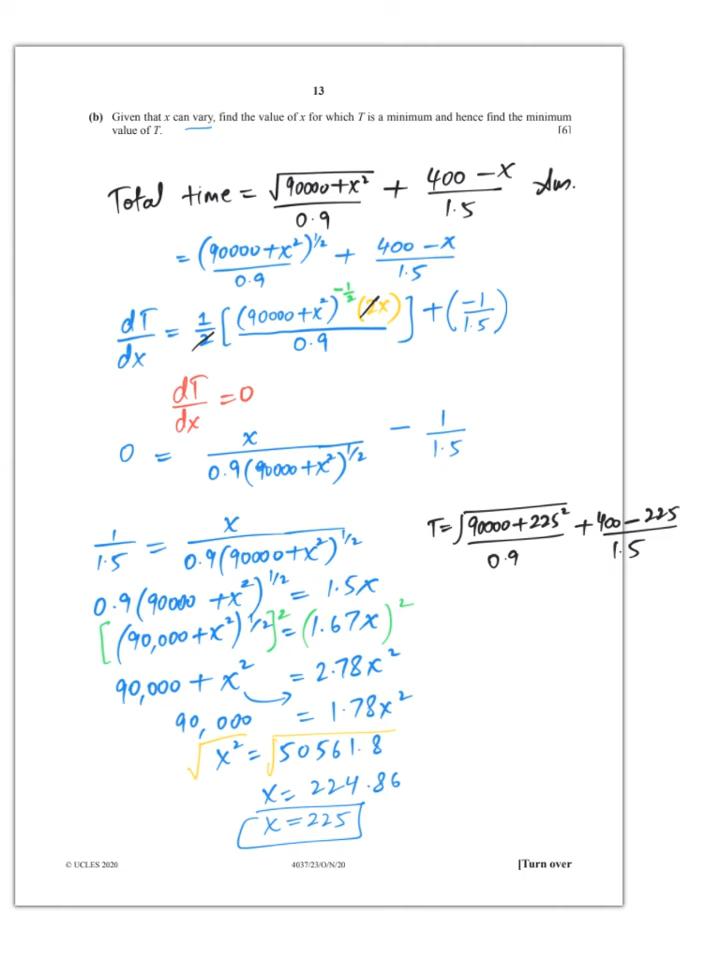 13
(b) Given that x can vary, find the value of x for which T is a minimum and hence find the minimum
value of T. [6]
Total time = √(90000+x²) / 0.9 + (400 − x) / 1.5 Ans.
= (90000+x²)^½ / 0.9 + (400 − x) / 1.5
dT/dx = ½ [ (90000+x²)^-½ (2x) / 0.9 ] + (-1/1.5)
dT/dx = 0
0 = x / 0.9(90000+x²)^½ − 1/1.5
1/1.5 = x / 0.9(90000+x²)^½
T = √(90000+225²) / 0.9 + (400 − 225) / 1.5
0.9(90000 +x²)^½ = 1.5x
[(90,000+x²)^½]² = (1.67x)²
90,000 + x² = 2.78x²
90,000 = 1.78x²
√x² = √50561.8
x = 224.86
x = 225
© UCLES 2020 4037/23/O/N/20 [Turn over